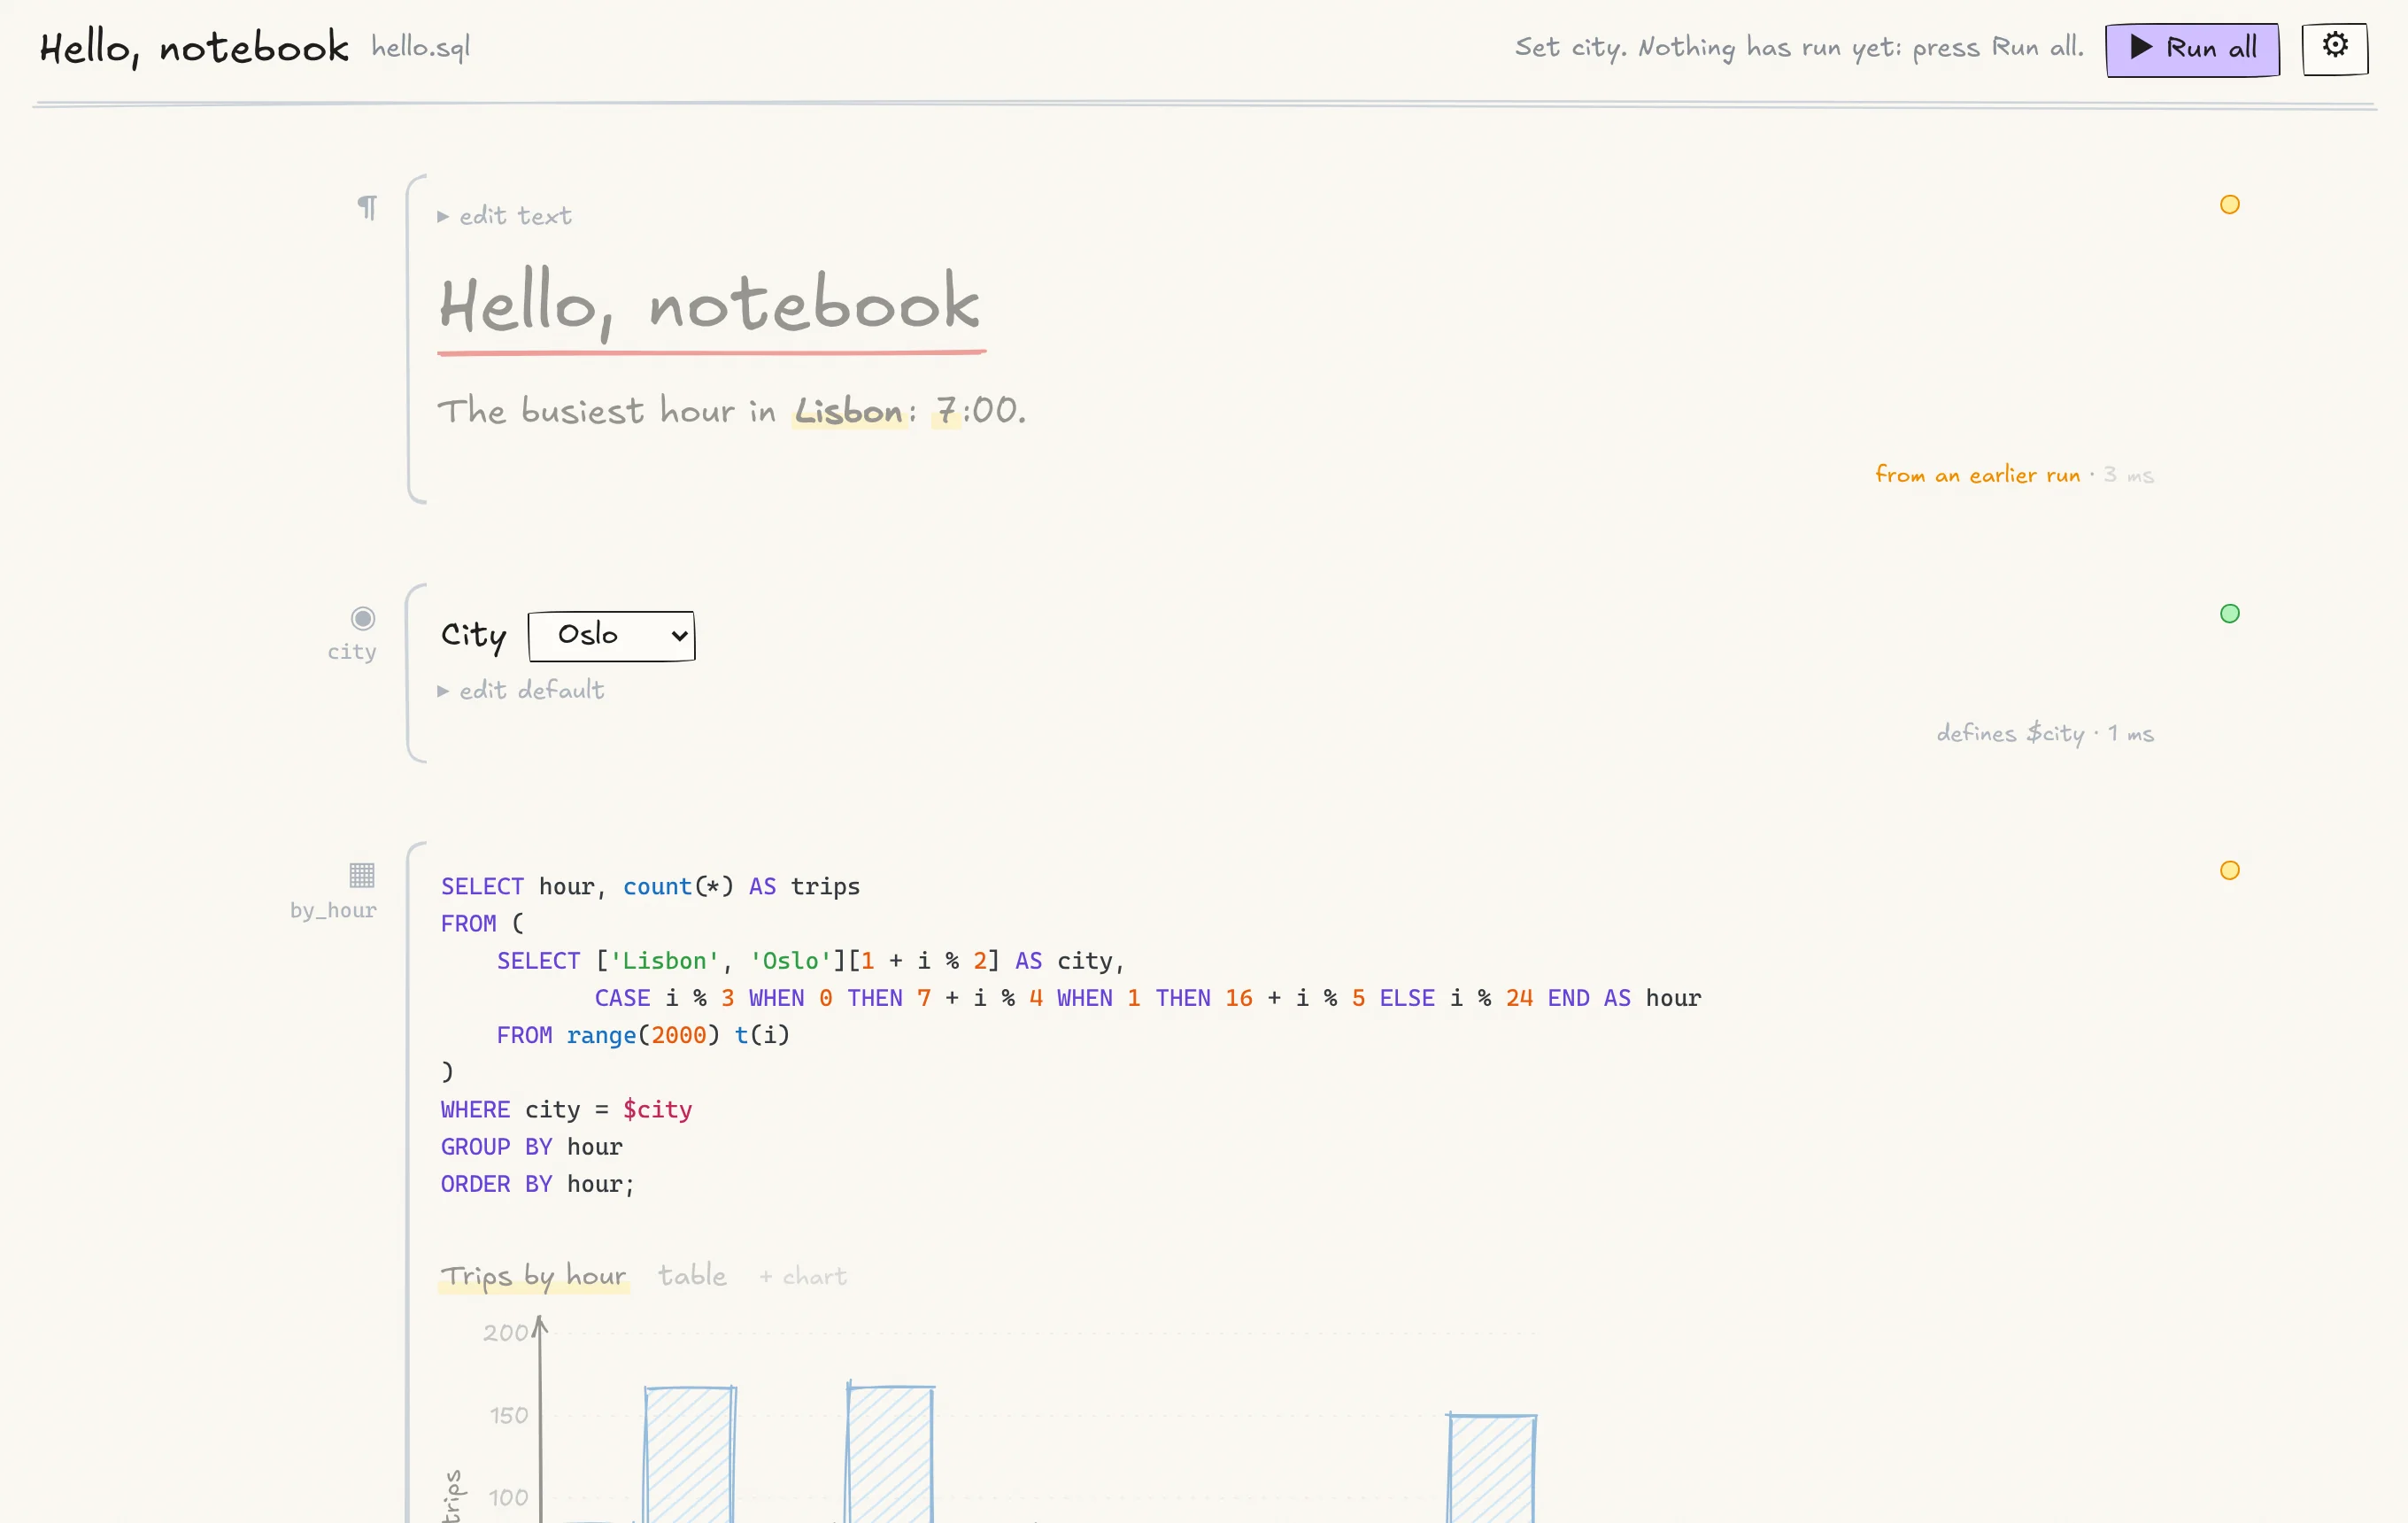 Hello, notebook hello.sql Set city. Nothing has run yet: press Run all. ▶ Run all ⚙
¶ ▸ edit text
Hello, notebook
The busiest hour in Lisbon: 7:00.
from an earlier run · 3 ms
City Oslo
city
▸ edit default
defines $city · 1 ms
by_hour
SELECT hour, count(*) AS trips
FROM (
    SELECT ['Lisbon', 'Oslo'][1 + i % 2] AS city,
           CASE i % 3 WHEN 0 THEN 7 + i % 4 WHEN 1 THEN 16 + i % 5 ELSE i % 24 END AS hour
    FROM range(2000) t(i)
)
WHERE city = $city
GROUP BY hour
ORDER BY hour;
Trips by hour table + chart
200
150
100
trips